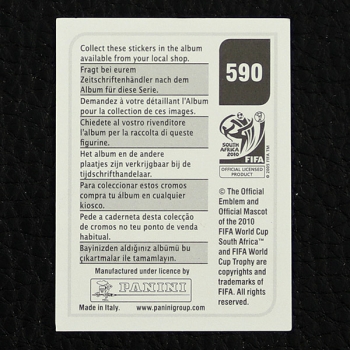 Collect these stickers in the album
available from your local shop.
Fragt bei eurem
Zeitschriftenhändler nach dem
Album für diese Serie.
Demandez à votre détaillant l'Album
pour la collection de ces images.
Chiedete al vostro rivenditore
l'album per la raccolta di queste
figurine.
Het album en de andere
plaatjes zijn verkrijgbaar bij de
tijdschrifthandelaar.
Para coleccionar estos cromos
compra tu álbum en cualquier
kiosco.
Pede a caderneta desta colecção
de cromos no teu ponto de venda
habitual.
Bayinizden aldığınız albümü bu
çıkartmalar ile tamamlayın.
Manufactured under licence by
PANINI
Made in Italy. www.paninigroup.com
590
SOUTH AFRICA
2010
FIFA
OFFICIAL LICENSED
PRODUCT
© The Official
Emblem and
Official Mascot
of the 2010
FIFA World Cup
South Africa™
and FIFA World
Cup Trophy are
copyrights and
trademarks of
FIFA. All rights
reserved.